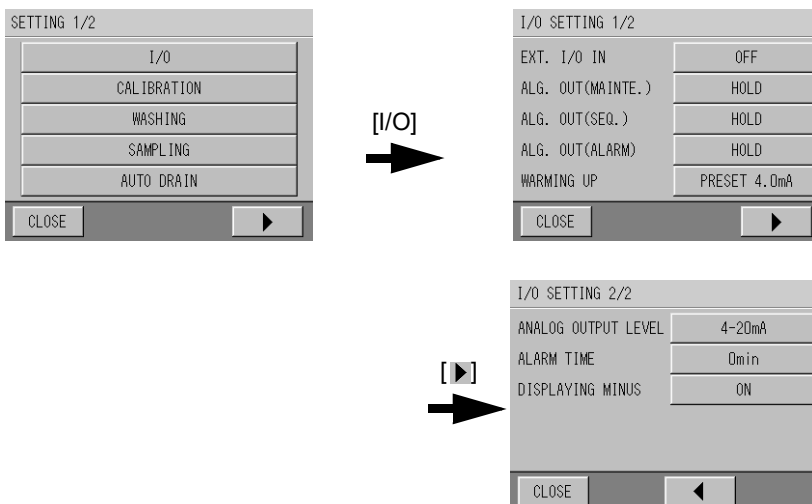 SETTING 1/2
I/O
CALIBRATION
WASHING
SAMPLING
AUTO DRAIN
CLOSE
[I/O]
I/O SETTING 1/2
EXT. I/O IN OFF
ALG. OUT(MAINTE.) HOLD
ALG. OUT(SEQ.) HOLD
ALG. OUT(ALARM) HOLD
WARMING UP PRESET 4.0mA
CLOSE
[▶]
I/O SETTING 2/2
ANALOG OUTPUT LEVEL 4-20mA
ALARM TIME 0min
DISPLAYING MINUS ON
CLOSE